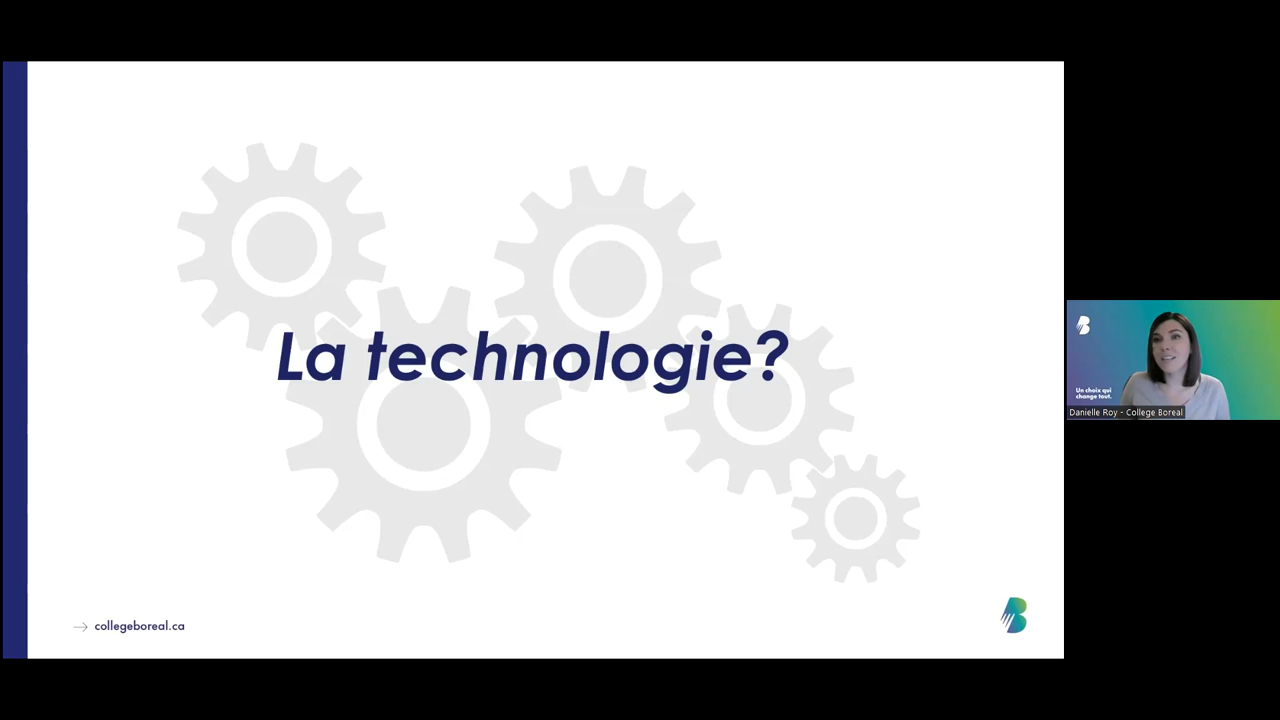 La technologie?
collegeboreal.ca
Un choix qui
change tout.
Danielle Roy - College Boreal